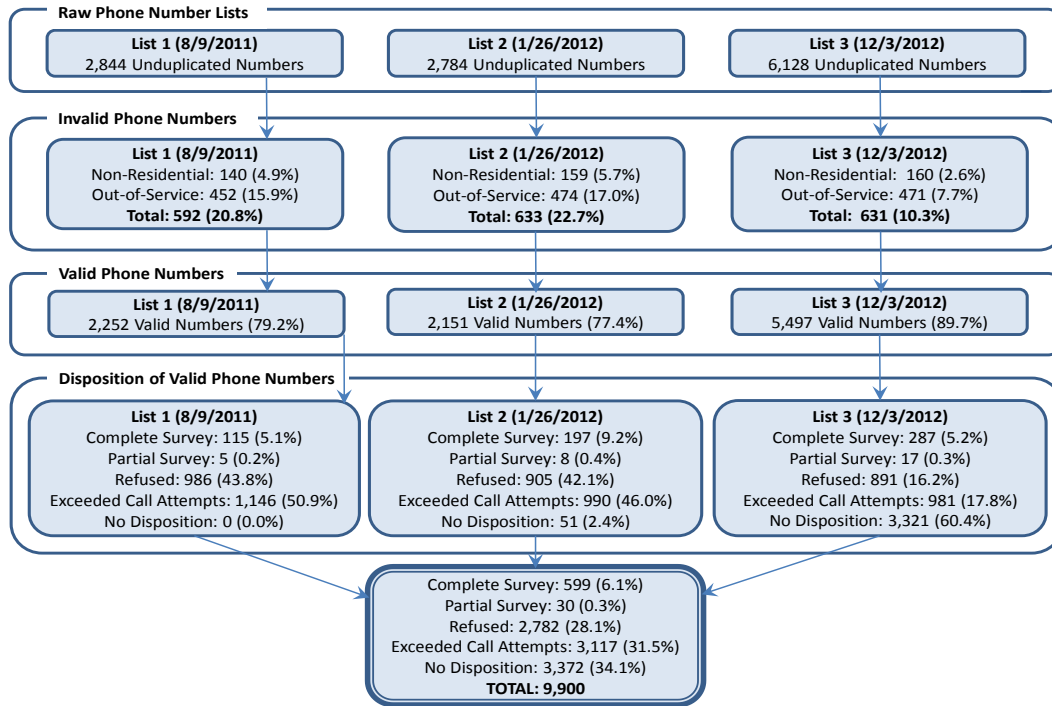 Raw Phone Number Lists
List 1 (8/9/2011)
2,844 Unduplicated Numbers
List 2 (1/26/2012)
2,784 Unduplicated Numbers
List 3 (12/3/2012)
6,128 Unduplicated Numbers
Invalid Phone Numbers
List 1 (8/9/2011)
Non-Residential: 140 (4.9%)
Out-of-Service: 452 (15.9%)
Total: 592 (20.8%)
List 2 (1/26/2012)
Non-Residential: 159 (5.7%)
Out-of-Service: 474 (17.0%)
Total: 633 (22.7%)
List 3 (12/3/2012)
Non-Residential: 160 (2.6%)
Out-of-Service: 471 (7.7%)
Total: 631 (10.3%)
Valid Phone Numbers
List 1 (8/9/2011)
2,252 Valid Numbers (79.2%)
List 2 (1/26/2012)
2,151 Valid Numbers (77.4%)
List 3 (12/3/2012)
5,497 Valid Numbers (89.7%)
Disposition of Valid Phone Numbers
List 1 (8/9/2011)
Complete Survey: 115 (5.1%)
Partial Survey: 5 (0.2%)
Refused: 986 (43.8%)
Exceeded Call Attempts: 1,146 (50.9%)
No Disposition: 0 (0.0%)
List 2 (1/26/2012)
Complete Survey: 197 (9.2%)
Partial Survey: 8 (0.4%)
Refused: 905 (42.1%)
Exceeded Call Attempts: 990 (46.0%)
No Disposition: 51 (2.4%)
List 3 (12/3/2012)
Complete Survey: 287 (5.2%)
Partial Survey: 17 (0.3%)
Refused: 891 (16.2%)
Exceeded Call Attempts: 981 (17.8%)
No Disposition: 3,321 (60.4%)
Complete Survey: 599 (6.1%)
Partial Survey: 30 (0.3%)
Refused: 2,782 (28.1%)
Exceeded Call Attempts: 3,117 (31.5%)
No Disposition: 3,372 (34.1%)
TOTAL: 9,900